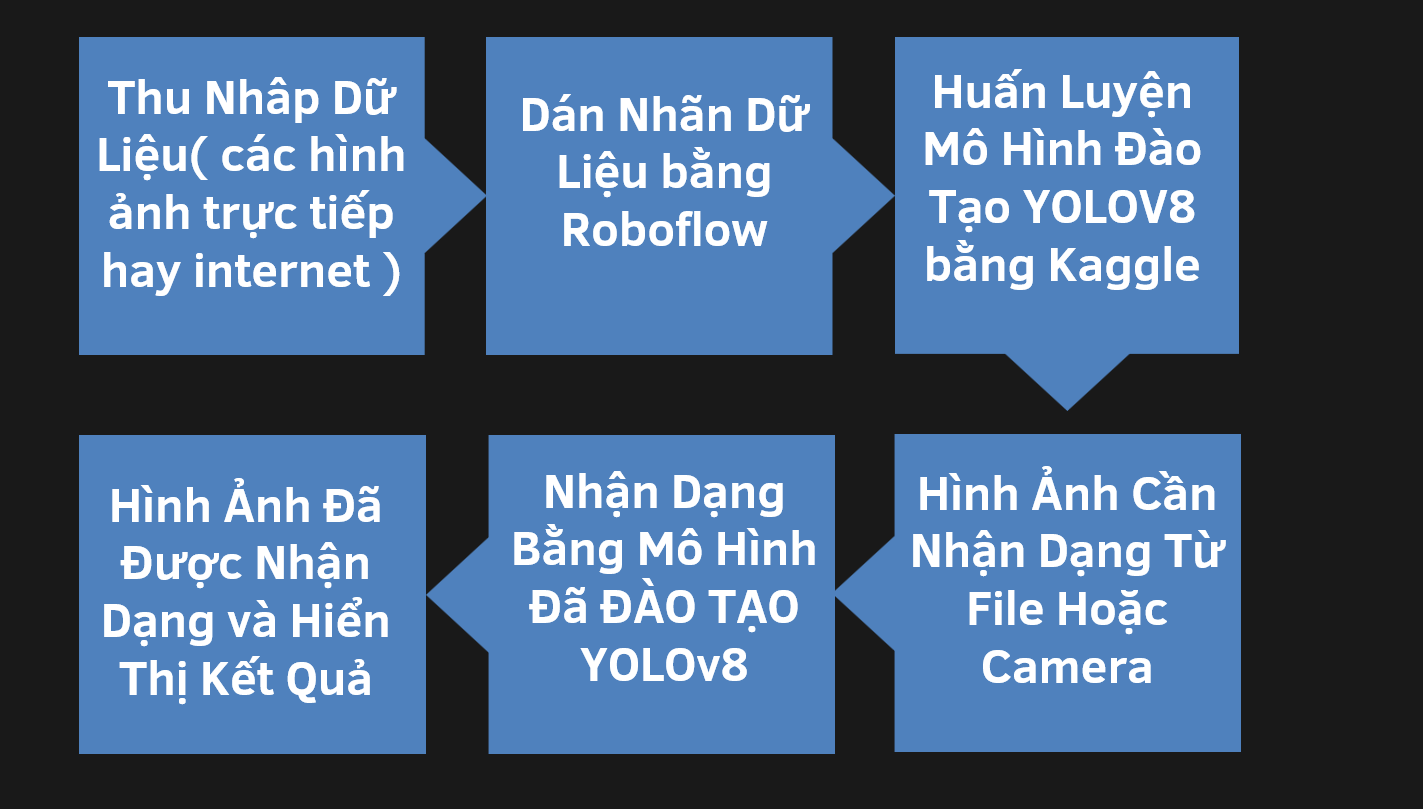 Thu Nhâp Dữ
Liệu( các hình
ảnh trực tiếp
hay internet )
Dán Nhãn Dữ
Liệu bằng
Roboflow
Huấn Luyện
Mô Hình Đào
Tạo YOLOV8
bằng Kaggle
Hình Ảnh Cần
Nhận Dạng Từ
File Hoặc
Camera
Nhận Dạng
Bằng Mô Hình
Đã ĐÀO TẠO
YOLOv8
Hình Ảnh Đã
Được Nhận
Dạng và Hiển
Thị Kết Quả